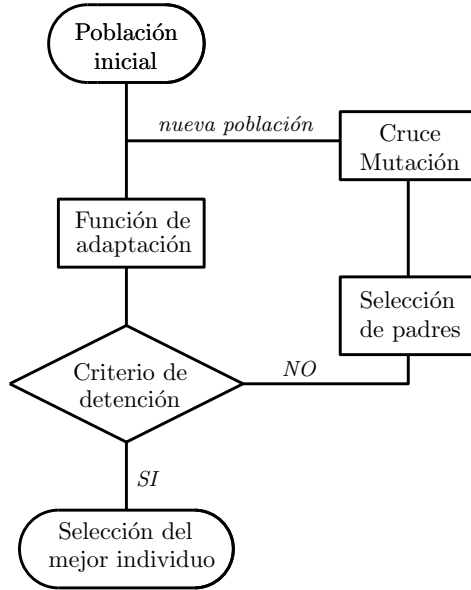 Población
inicial
nueva población
Cruce
Mutación
Función de
adaptación
Selección
de padres
Criterio de
detención
NO
SI
Selección del
mejor individuo